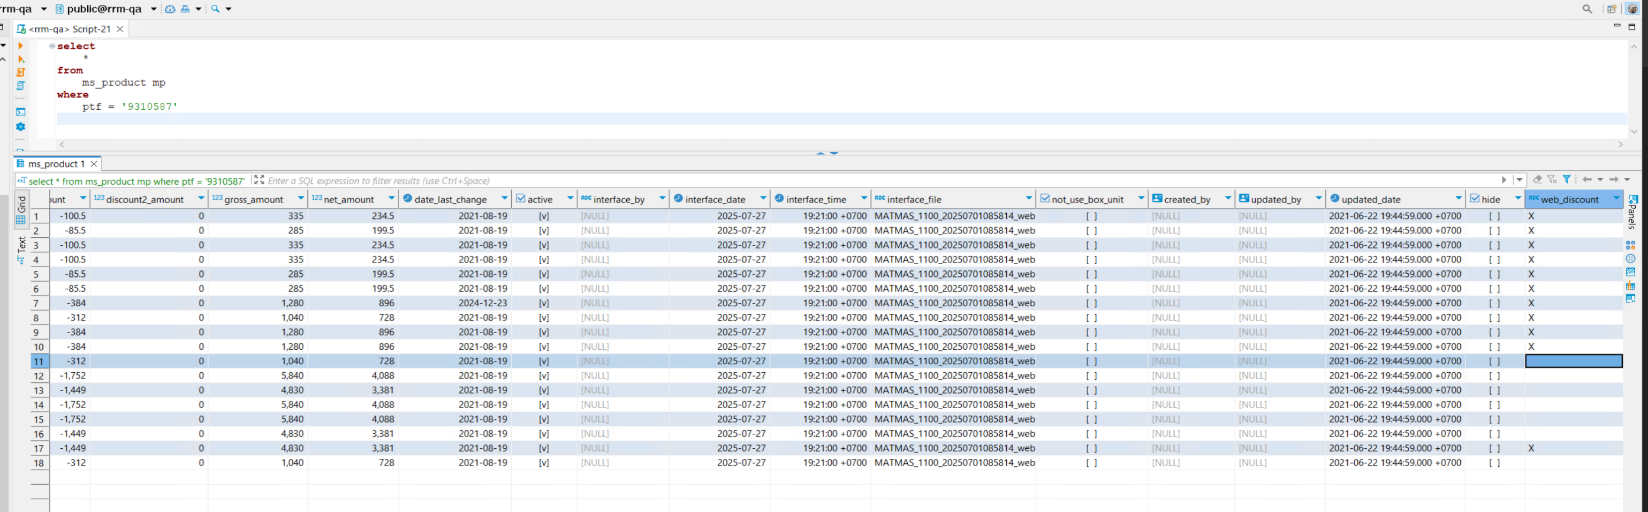 rrm-qa public@rrm-qa
<rrm-qa> Script-21
select
*
from
ms_product mp
where
ptf = '9310587'
ms_product 1
select * from ms_product mp where ptf = '9310587' Enter a SQL expression to filter results (use Ctrl+Space)
Grid
Text
Panels
unt 123 discount2_amount 123 gross_amount 123 net_amount date_last_change active ABC interface_by interface_date interface_time ABC interface_file not_use_box_unit created_by updated_by updated_date hide ABC web_discount
1 -100.5 0 335 234.5 2021-08-19 [v] [NULL] 2025-07-27 19:21:00 +0700 MATMAS_1100_20250701085814_web [ ] [NULL] [NULL] 2021-06-22 19:44:59.000 +0700 [ ] X
2 -85.5 0 285 199.5 2021-08-19 [v] [NULL] 2025-07-27 19:21:00 +0700 MATMAS_1100_20250701085814_web [ ] [NULL] [NULL] 2021-06-22 19:44:59.000 +0700 [ ] X
3 -100.5 0 335 234.5 2021-08-19 [v] [NULL] 2025-07-27 19:21:00 +0700 MATMAS_1100_20250701085814_web [ ] [NULL] [NULL] 2021-06-22 19:44:59.000 +0700 [ ] X
4 -100.5 0 335 234.5 2021-08-19 [v] [NULL] 2025-07-27 19:21:00 +0700 MATMAS_1100_20250701085814_web [ ] [NULL] [NULL] 2021-06-22 19:44:59.000 +0700 [ ] X
5 -85.5 0 285 199.5 2021-08-19 [v] [NULL] 2025-07-27 19:21:00 +0700 MATMAS_1100_20250701085814_web [ ] [NULL] [NULL] 2021-06-22 19:44:59.000 +0700 [ ] X
6 -85.5 0 285 199.5 2021-08-19 [v] [NULL] 2025-07-27 19:21:00 +0700 MATMAS_1100_20250701085814_web [ ] [NULL] [NULL] 2021-06-22 19:44:59.000 +0700 [ ] X
7 -384 0 1,280 896 2024-12-23 [v] [NULL] 2025-07-27 19:21:00 +0700 MATMAS_1100_20250701085814_web [ ] [NULL] [NULL] 2021-06-22 19:44:59.000 +0700 [ ] X
8 -312 0 1,040 728 2021-08-19 [v] [NULL] 2025-07-27 19:21:00 +0700 MATMAS_1100_20250701085814_web [ ] [NULL] [NULL] 2021-06-22 19:44:59.000 +0700 [ ] X
9 -384 0 1,280 896 2021-08-19 [v] [NULL] 2025-07-27 19:21:00 +0700 MATMAS_1100_20250701085814_web [ ] [NULL] [NULL] 2021-06-22 19:44:59.000 +0700 [ ] X
10 -384 0 1,280 896 2021-08-19 [v] [NULL] 2025-07-27 19:21:00 +0700 MATMAS_1100_20250701085814_web [ ] [NULL] [NULL] 2021-06-22 19:44:59.000 +0700 [ ] X
11 -312 0 1,040 728 2021-08-19 [v] [NULL] 2025-07-27 19:21:00 +0700 MATMAS_1100_20250701085814_web [ ] [NULL] [NULL] 2021-06-22 19:44:59.000 +0700 [ ]
12 -1,752 0 5,840 4,088 2021-08-19 [v] [NULL] 2025-07-27 19:21:00 +0700 MATMAS_1100_20250701085814_web [ ] [NULL] [NULL] 2021-06-22 19:44:59.000 +0700 [ ]
13 -1,449 0 4,830 3,381 2021-08-19 [v] [NULL] 2025-07-27 19:21:00 +0700 MATMAS_1100_20250701085814_web [ ] [NULL] [NULL] 2021-06-22 19:44:59.000 +0700 [ ]
14 -1,752 0 5,840 4,088 2021-08-19 [v] [NULL] 2025-07-27 19:21:00 +0700 MATMAS_1100_20250701085814_web [ ] [NULL] [NULL] 2021-06-22 19:44:59.000 +0700 [ ]
15 -1,752 0 5,840 4,088 2021-08-19 [v] [NULL] 2025-07-27 19:21:00 +0700 MATMAS_1100_20250701085814_web [ ] [NULL] [NULL] 2021-06-22 19:44:59.000 +0700 [ ]
16 -1,449 0 4,830 3,381 2021-08-19 [v] [NULL] 2025-07-27 19:21:00 +0700 MATMAS_1100_20250701085814_web [ ] [NULL] [NULL] 2021-06-22 19:44:59.000 +0700 [ ]
17 -1,449 0 4,830 3,381 2021-08-19 [v] [NULL] 2025-07-27 19:21:00 +0700 MATMAS_1100_20250701085814_web [ ] [NULL] [NULL] 2021-06-22 19:44:59.000 +0700 [ ] X
18 -312 0 1,040 728 2021-08-19 [v] [NULL] 2025-07-27 19:21:00 +0700 MATMAS_1100_20250701085814_web [ ] [NULL] [NULL] 2021-06-22 19:44:59.000 +0700 [ ]